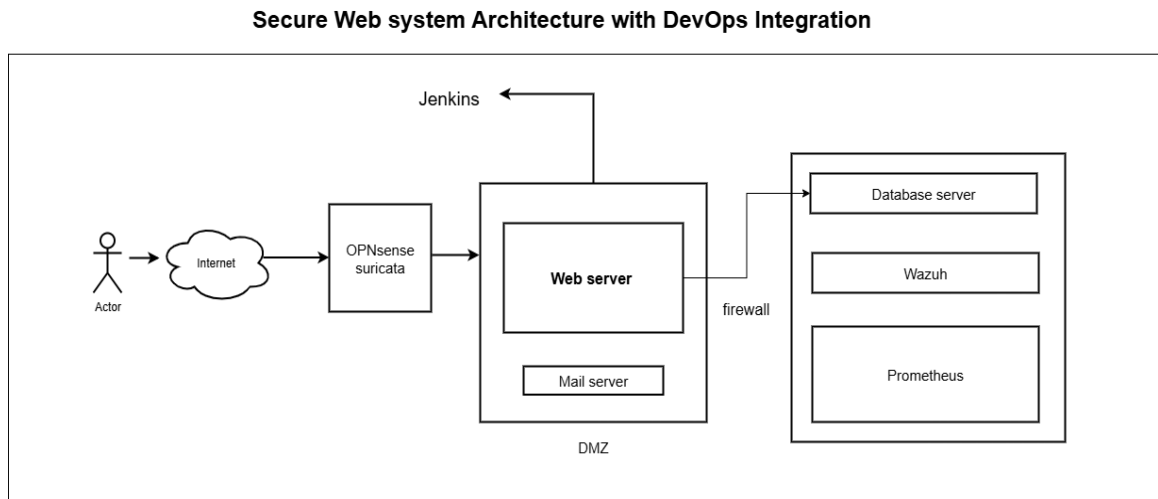 Secure Web system Architecture with DevOps Integration
Jenkins
Actor
Internet
OPNsense
suricata
Web server
Mail server
DMZ
firewall
Database server
Wazuh
Prometheus